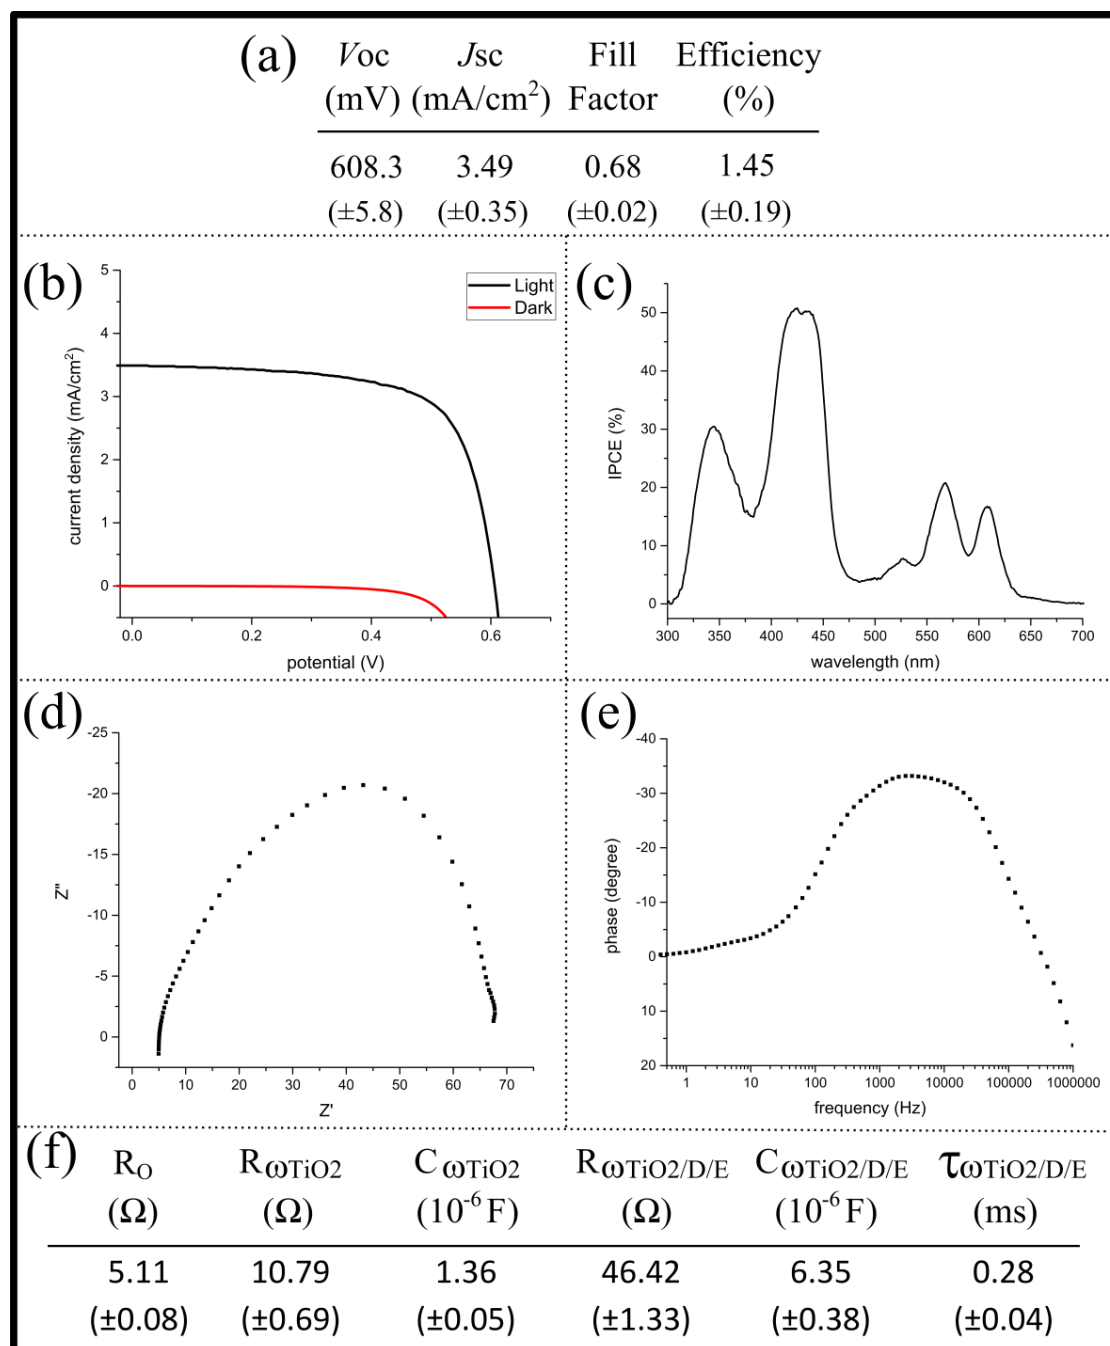 (a) Voc Jsc Fill Efficiency
(mV) (mA/cm²) Factor (%)
608.3 3.49 0.68 1.45
(±5.8) (±0.35) (±0.02) (±0.19)
(b)
Light
Dark
5
4
3
2
1
0
current density (mA/cm²)
0.0 0.2 0.4 0.6
potential (V)
(c)
50
40
30
20
10
0
IPCE (%)
300 350 400 450 500 550 600 650 700
wavelength (nm)
(d)
-25
-20
-15
-10
-5
0
Z"
0 10 20 30 40 50 60 70
Z'
(e)
-40
-30
-20
-10
0
10
20
phase (degree)
1 10 100 1000 10000 100000 1000000
frequency (Hz)
(f) R_O R_ωTiO2 C_ωTiO2 R_ωTiO2/D/E C_ωTiO2/D/E τ_ωTiO2/D/E
(Ω) (Ω) (10⁻⁶ F) (Ω) (10⁻⁶ F) (ms)
5.11 10.79 1.36 46.42 6.35 0.28
(±0.08) (±0.69) (±0.05) (±1.33) (±0.38) (±0.04)